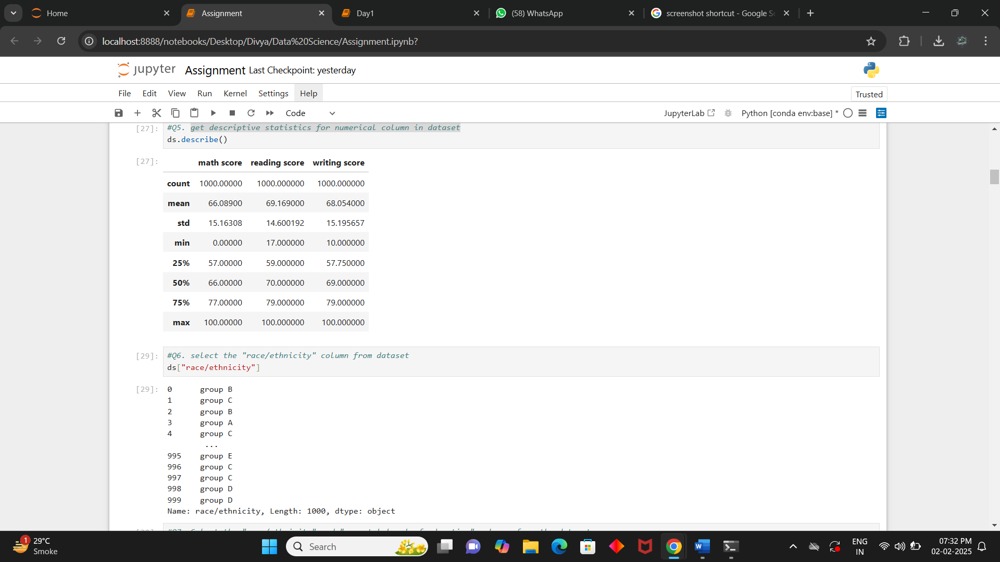 Home
Assignment
Day1
(58) WhatsApp
screenshot shortcut - Google Se
localhost:8888/notebooks/Desktop/Divya/Data%20Science/Assignment.ipynb?
jupyter Assignment Last Checkpoint: yesterday
File Edit View Run Kernel Settings Help
Trusted
Code
JupyterLab
Python [conda env:base] *
[27]: #Q5. get descriptive statistics for numerical column in dataset
ds.describe()
[27]: math score reading score writing score
count 1000.00000 1000.000000 1000.000000
mean 66.08900 69.169000 68.054000
std 15.16308 14.600192 15.195657
min 0.00000 17.000000 10.000000
25% 57.00000 59.000000 57.750000
50% 66.00000 70.000000 69.000000
75% 77.00000 79.000000 79.000000
max 100.00000 100.000000 100.000000
[29]: #Q6. select the "race/ethnicity" column from dataset
ds["race/ethnicity"]
[29]: 0 group B
1 group C
2 group B
3 group A
4 group C
...
995 group E
996 group C
997 group C
998 group D
999 group D
Name: race/ethnicity, Length: 1000, dtype: object
1
29°C
Smoke
Search
ENG
IN
07:32 PM
02-02-2025